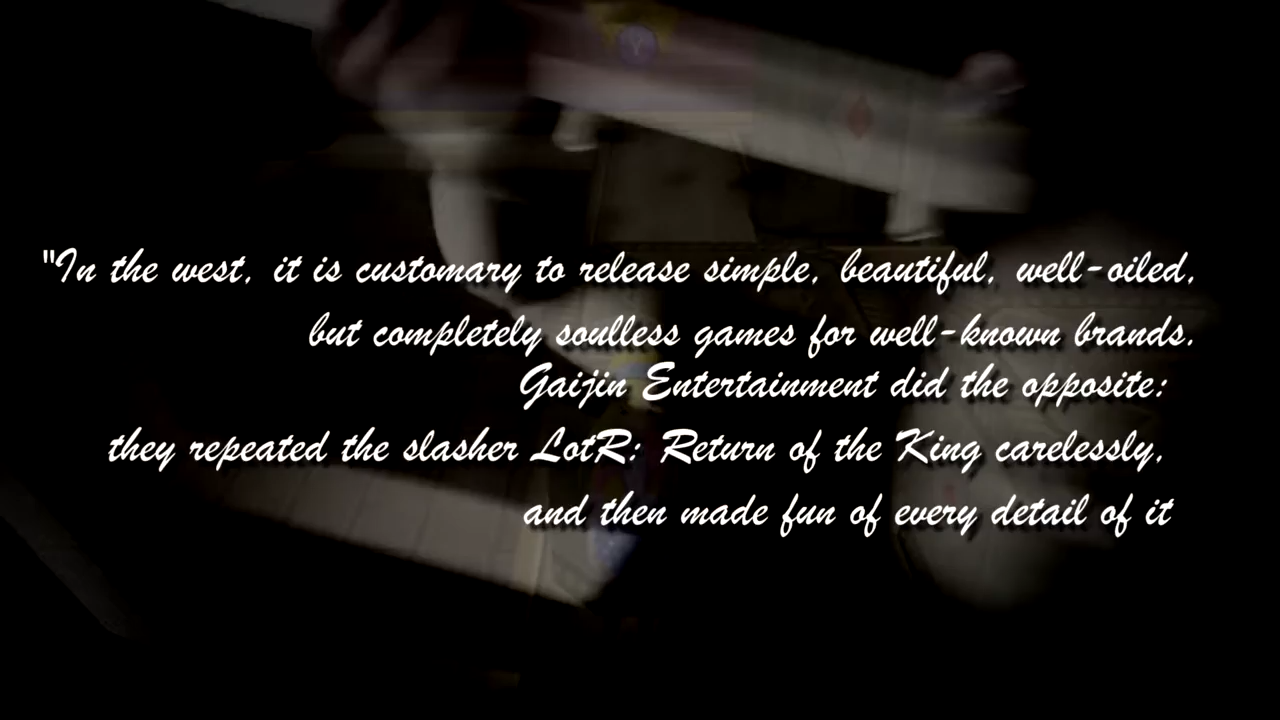 "In the west, it is customary to release simple, beautiful, well-oiled,
but completely soulless games for well-known brands.
Gaijin Entertainment did the opposite:
they repeated the slasher LotR: Return of the King carelessly,
and then made fun of every detail of it